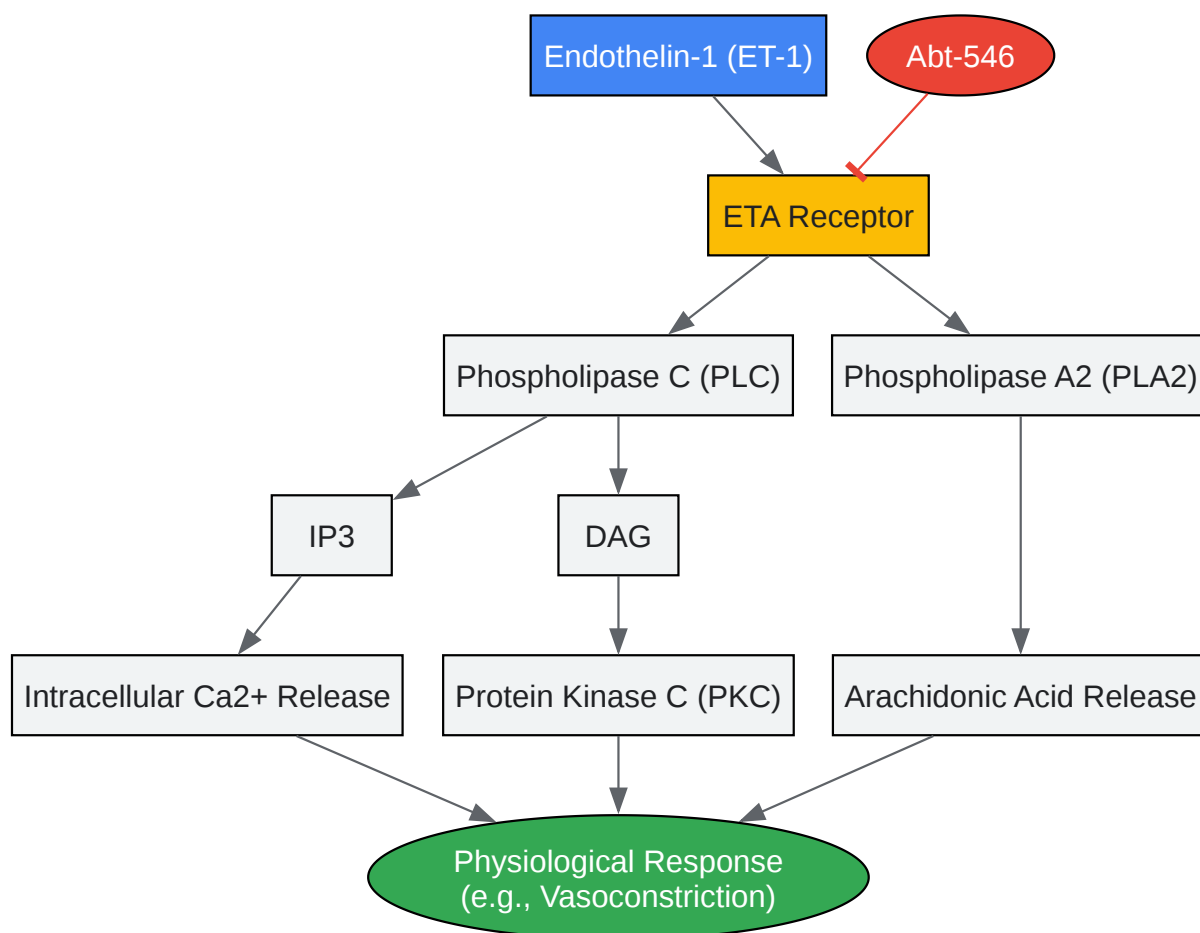 Endothelin-1 (ET-1)
Abt-546
ETA Receptor
Phospholipase C (PLC)
Phospholipase A2 (PLA2)
IP3
DAG
Intracellular Ca2+ Release
Protein Kinase C (PKC)
Arachidonic Acid Release
Physiological Response
(e.g., Vasoconstriction)